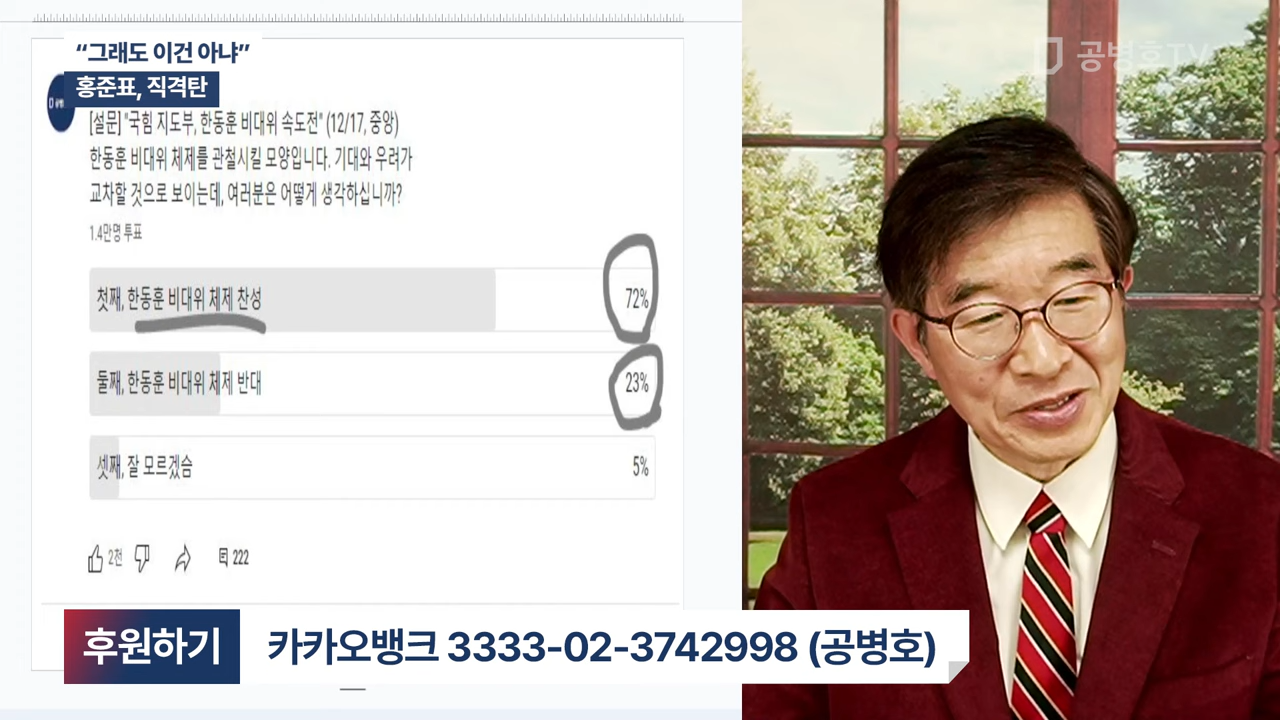 “그래도 이건 아냐”
홍준표, 직격탄
[설문] "국힘 지도부, 한동훈 비대위 속도전" (12/17, 중앙)
한동훈 비대위 체제를 관철시킬 모양입니다. 기대와 우려가
교차할 것으로 보이는데, 여러분은 어떻게 생각하십니까?
1.4만명 투표
첫째, 한동훈 비대위 체제 찬성
72%
둘째, 한동훈 비대위 체제 반대
23%
셋째, 잘 모르겠슴
5%
2천
222
후원하기
카카오뱅크 3333-02-3742998 (공병호)
공병호TV